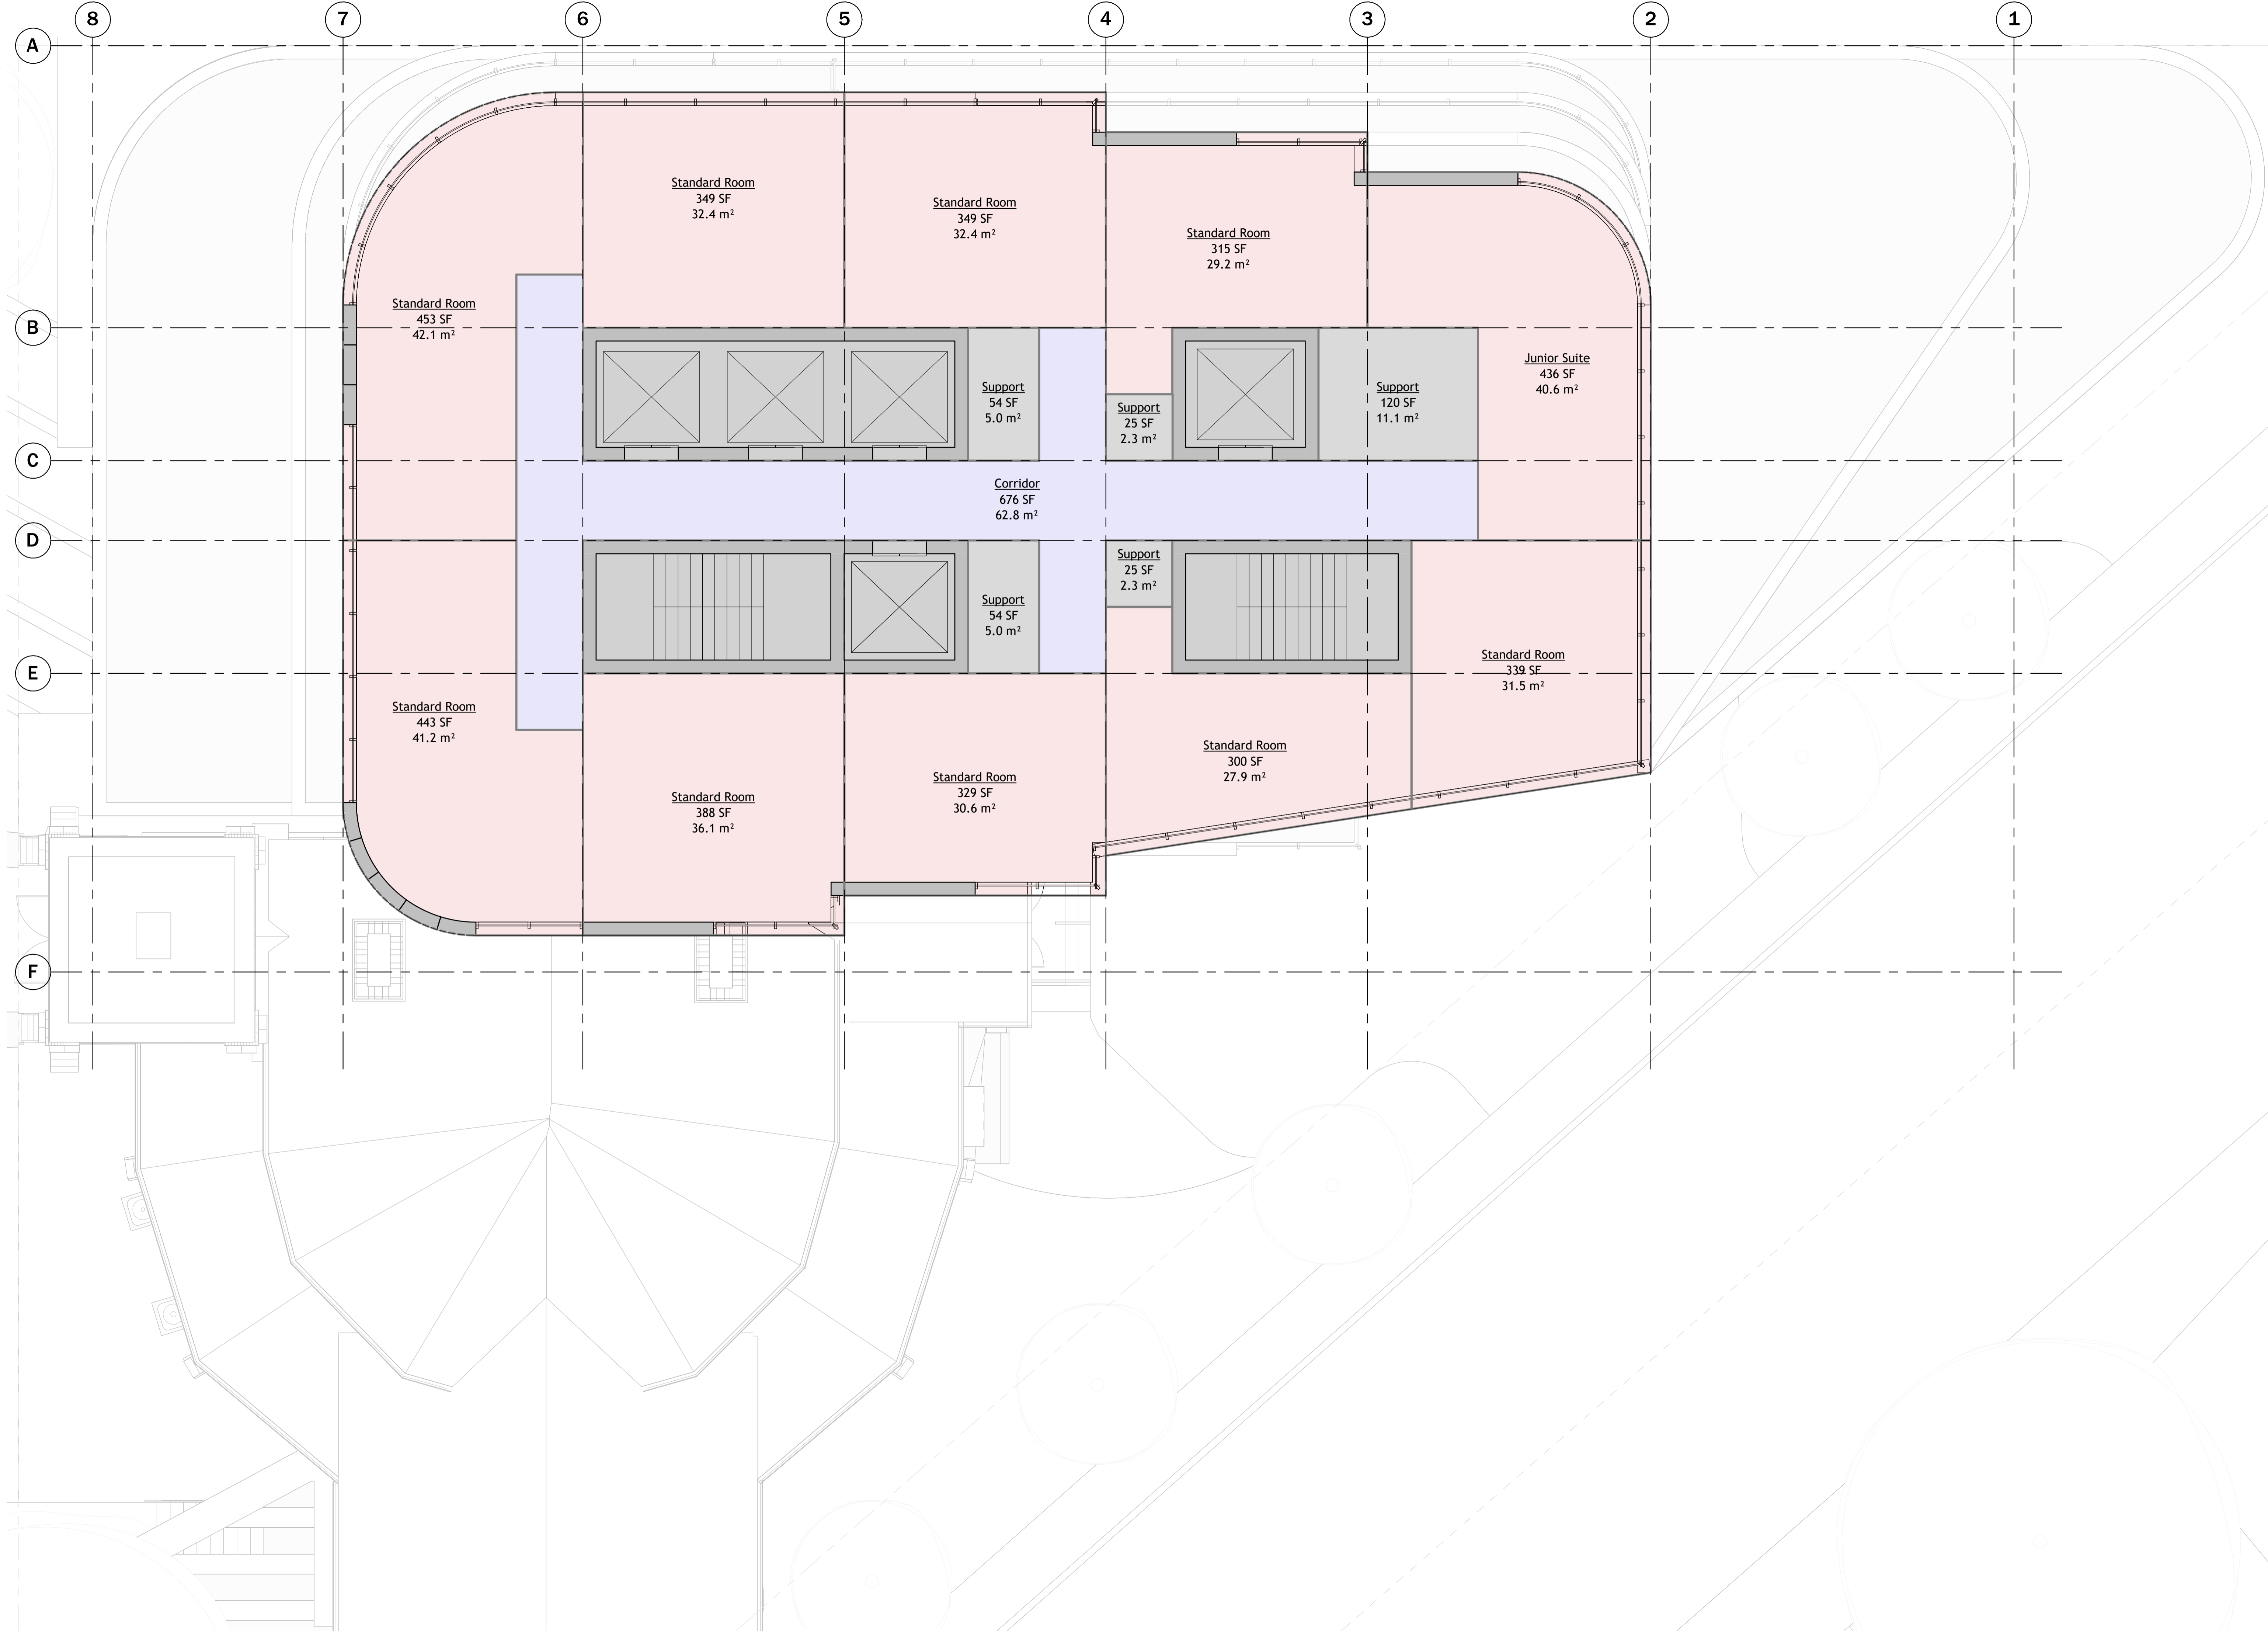 8
7
6
5
4
3
2
1
A
B
C
D
E
F
Standard Room
349 SF
32.4 m²
Standard Room
349 SF
32.4 m²
Standard Room
315 SF
29.2 m²
Standard Room
453 SF
42.1 m²
Junior Suite
436 SF
40.6 m²
Support
54 SF
5.0 m²
Support
25 SF
2.3 m²
Support
120 SF
11.1 m²
Corridor
676 SF
62.8 m²
Support
25 SF
2.3 m²
Support
54 SF
5.0 m²
Standard Room
339 SF
31.5 m²
Standard Room
443 SF
41.2 m²
Standard Room
300 SF
27.9 m²
Standard Room
329 SF
30.6 m²
Standard Room
388 SF
36.1 m²